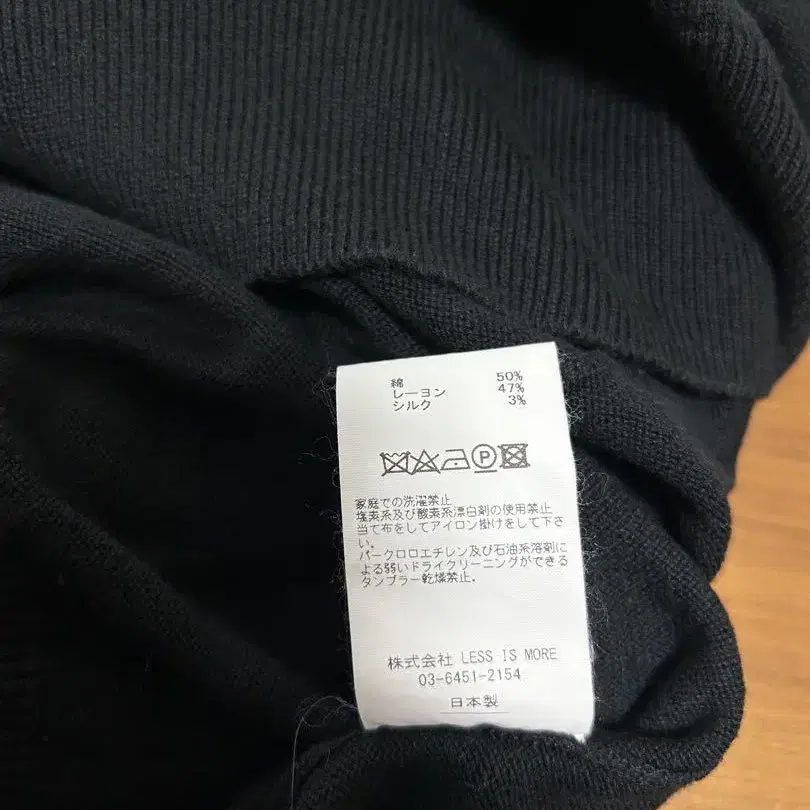 綿 50%
レーヨン 47%
シルク 3%
P
家庭での洗濯禁止
塩素系及び酸素系漂白剤の使用禁止
当て布をしてアイロン掛けをして下さ
い。
パークロロエチレン及び石油系溶剤に
よる弱いドライクリーニングができる
タンブラー乾燥禁止.
株式会社 LESS IS MORE
03-6451-2154
日本製